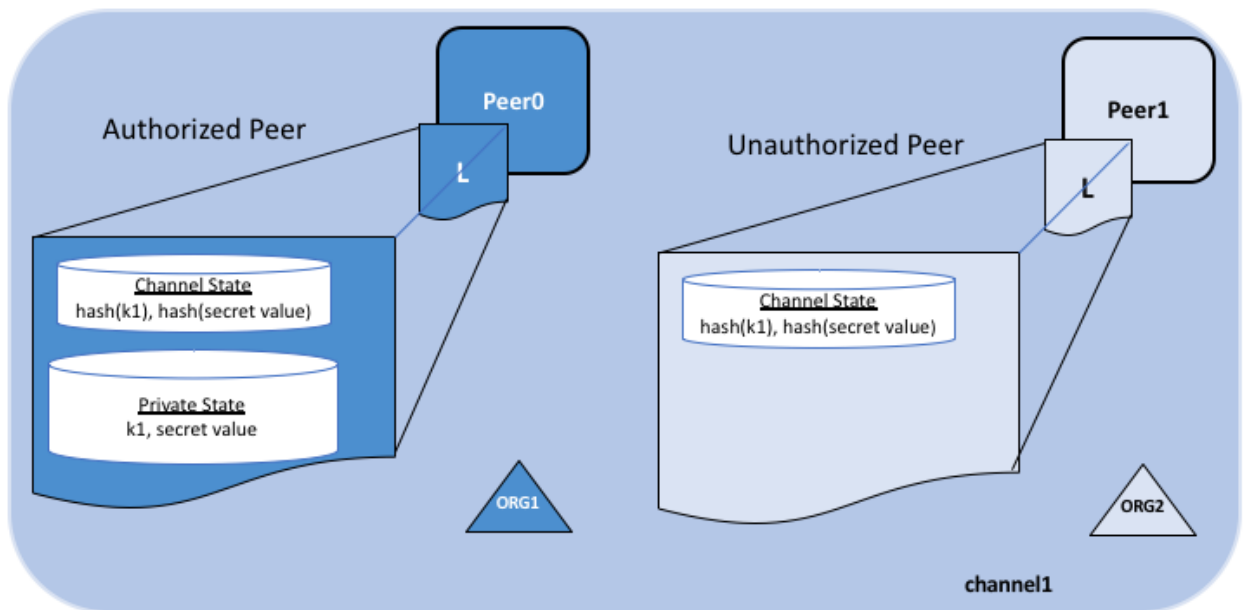 Peer0
Authorized Peer
L
Channel State
hash(k1), hash(secret value)
Private State
k1, secret value
ORG1
Peer1
Unauthorized Peer
L
Channel State
hash(k1), hash(secret value)
ORG2
channel1